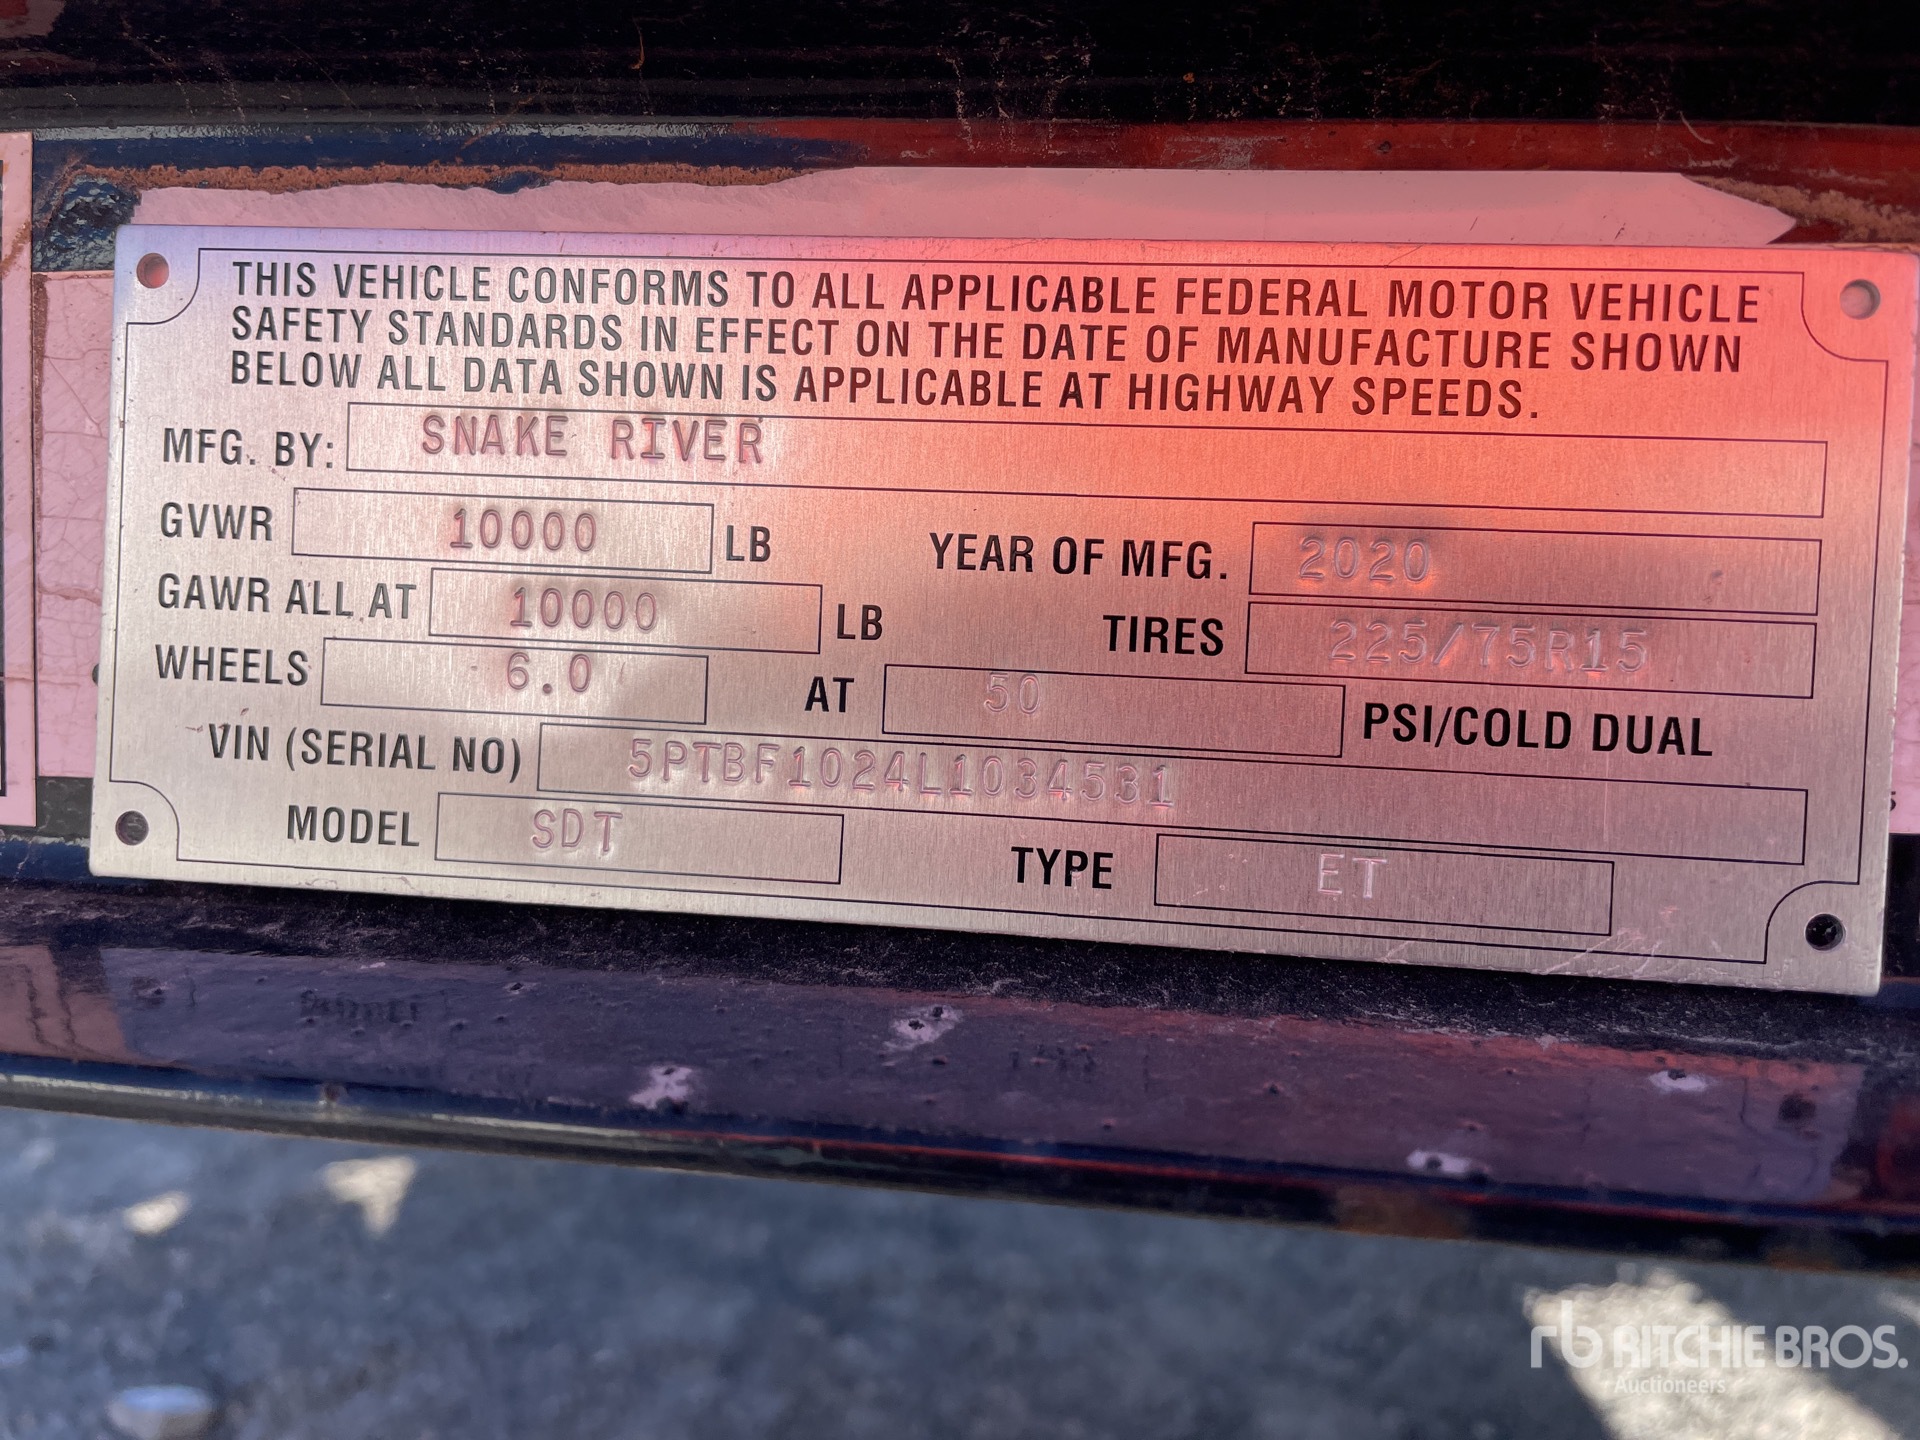 THIS VEHICLE CONFORMS TO ALL APPLICABLE FEDERAL MOTOR VEHICLE
SAFETY STANDARDS IN EFFECT ON THE DATE OF MANUFACTURE SHOWN
BELOW ALL DATA SHOWN IS APPLICABLE AT HIGHWAY SPEEDS.
MFG. BY: SNAKE RIVER
GVWR 10000 LB YEAR OF MFG. 2020
GAWR ALL AT 10000 LB TIRES 225/75R15
WHEELS 6.0 AT 50 PSI/COLD DUAL
VIN (SERIAL NO) 5PTBF1024L1034531
MODEL SDT TYPE ET
rb RITCHIE BROS.
Auctioneers